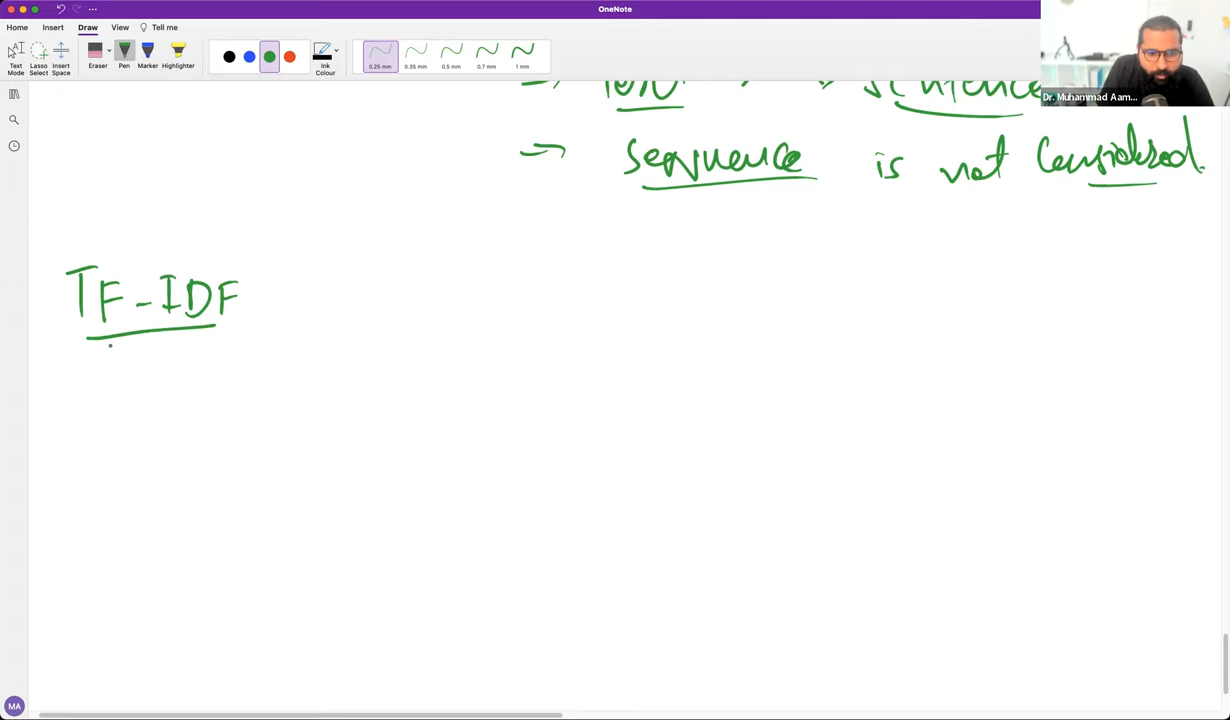 OneNote
Home Insert Draw View Tell me
Text Mode Lasso Select Insert Space Eraser Pen Marker Highlighter Ink Colour 0.25 mm 0.35 mm 0.5 mm 0.7 mm 1 mm
Dr. Muhammad Aam...
→ sentence
→ sequence is not Considered.
TF-IDF
MA